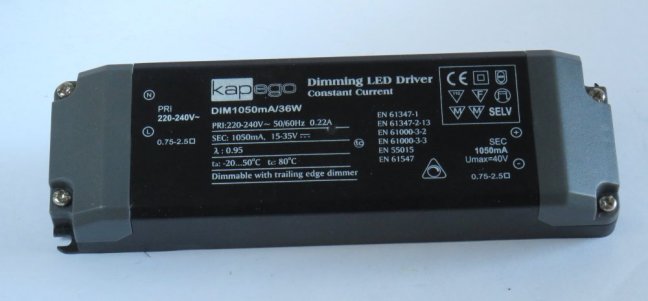 kapego
Dimming LED Driver
Constant Current
DIM1050mA/36W
PRI:220-240V~ 50/60Hz 0.22A
SEC: 1050mA, 15-35V
λ : 0.95
ta: -20...50°C tc: 80°C
Dimmable with trailing edge dimmer
N
PRI
220-240V~
L
0.75-2.5
EN 61347-1
EN 61347-2-13
EN 61000-3-2
EN 61000-3-3
EN 55015
EN 61547
CE
F
M M SELV
+
SEC
1050mA
Umax=40V
-
0.75-2.5